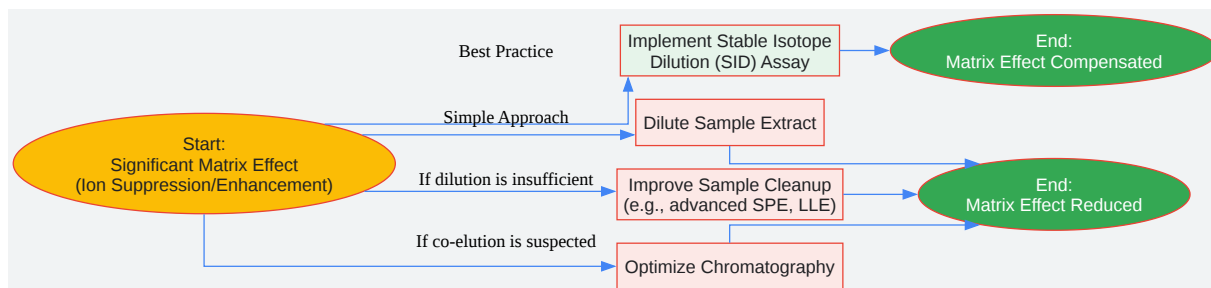 Best Practice
Implement Stable Isotope
Dilution (SID) Assay
End:
Matrix Effect Compensated
Simple Approach
Dilute Sample Extract
Start:
Significant Matrix Effect
(Ion Suppression/Enhancement)
If dilution is insufficient
Improve Sample Cleanup
(e.g., advanced SPE, LLE)
End:
Matrix Effect Reduced
If co-elution is suspected
Optimize Chromatography